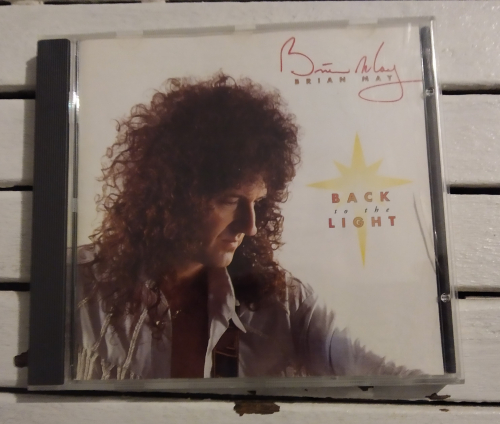 Brian May
BRIAN MAY
BACK
to the
LIGHT